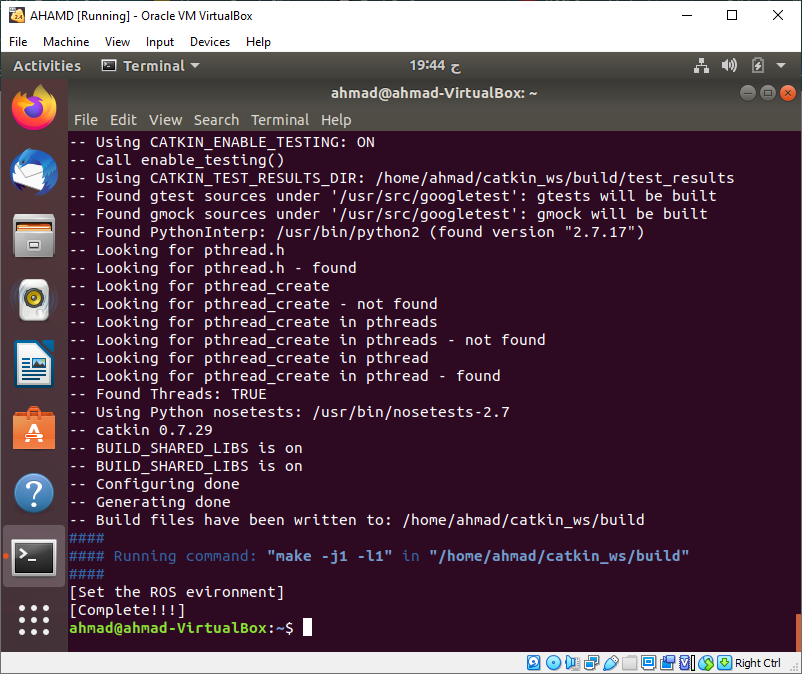 AHAMD [Running] - Oracle VM VirtualBox
File Machine View Input Devices Help
Activities Terminal 19:44 ح
ahmad@ahmad-VirtualBox: ~
File Edit View Search Terminal Help
-- Using CATKIN_ENABLE_TESTING: ON
-- Call enable_testing()
-- Using CATKIN_TEST_RESULTS_DIR: /home/ahmad/catkin_ws/build/test_results
-- Found gtest sources under '/usr/src/googletest': gtests will be built
-- Found gmock sources under '/usr/src/googletest': gmock will be built
-- Found PythonInterp: /usr/bin/python2 (found version "2.7.17")
-- Looking for pthread.h
-- Looking for pthread.h - found
-- Looking for pthread_create
-- Looking for pthread_create - not found
-- Looking for pthread_create in pthreads
-- Looking for pthread_create in pthreads - not found
-- Looking for pthread_create in pthread
-- Looking for pthread_create in pthread - found
-- Found Threads: TRUE
-- Using Python nosetests: /usr/bin/nosetests-2.7
-- catkin 0.7.29
-- BUILD_SHARED_LIBS is on
-- BUILD_SHARED_LIBS is on
-- Configuring done
-- Generating done
-- Build files have been written to: /home/ahmad/catkin_ws/build
####
#### Running command: "make -j1 -l1" in "/home/ahmad/catkin_ws/build"
####
[Set the ROS evironment]
[Complete!!!]
ahmad@ahmad-VirtualBox:~$
Right Ctrl